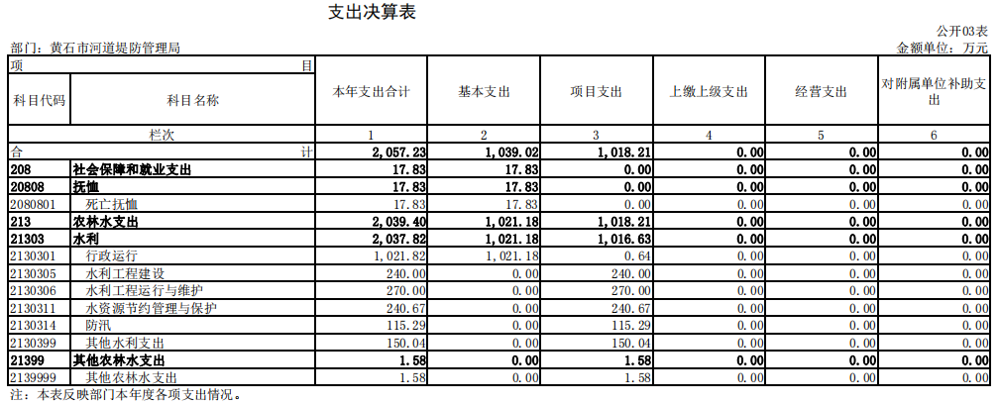 支出决算表
公开03表
部门：黄石市河道堤防管理局 金额单位：万元
项 目 本年支出合计 基本支出 项目支出 上缴上级支出 经营支出 对附属单位补助支出
科目代码 科目名称
栏次 1 2 3 4 5 6
合 计 2,057.23 1,039.02 1,018.21 0.00 0.00 0.00
208 社会保障和就业支出 17.83 17.83 0.00 0.00 0.00 0.00
20808 抚恤 17.83 17.83 0.00 0.00 0.00 0.00
2080801 死亡抚恤 17.83 17.83 0.00 0.00 0.00 0.00
213 农林水支出 2,039.40 1,021.18 1,018.21 0.00 0.00 0.00
21303 水利 2,037.82 1,021.18 1,016.63 0.00 0.00 0.00
2130301 行政运行 1,021.82 1,021.18 0.64 0.00 0.00 0.00
2130305 水利工程建设 240.00 0.00 240.00 0.00 0.00 0.00
2130306 水利工程运行与维护 270.00 0.00 270.00 0.00 0.00 0.00
2130311 水资源节约管理与保护 240.67 0.00 240.67 0.00 0.00 0.00
2130314 防汛 115.29 0.00 115.29 0.00 0.00 0.00
2130399 其他水利支出 150.04 0.00 150.04 0.00 0.00 0.00
21399 其他农林水支出 1.58 0.00 1.58 0.00 0.00 0.00
2139999 其他农林水支出 1.58 0.00 1.58 0.00 0.00 0.00
注：本表反映部门本年度各项支出情况。